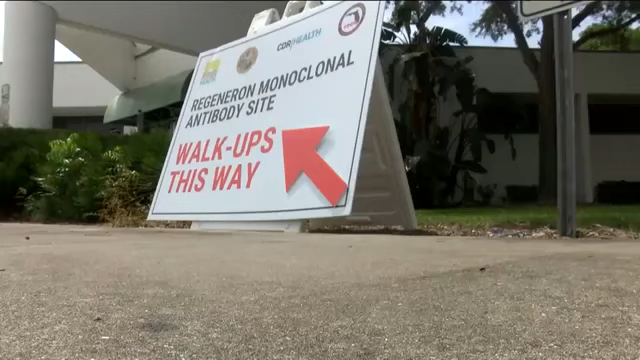 CDR|HEALTH
REGENERON MONOCLONAL
ANTIBODY SITE
WALK-UPS
THIS WAY